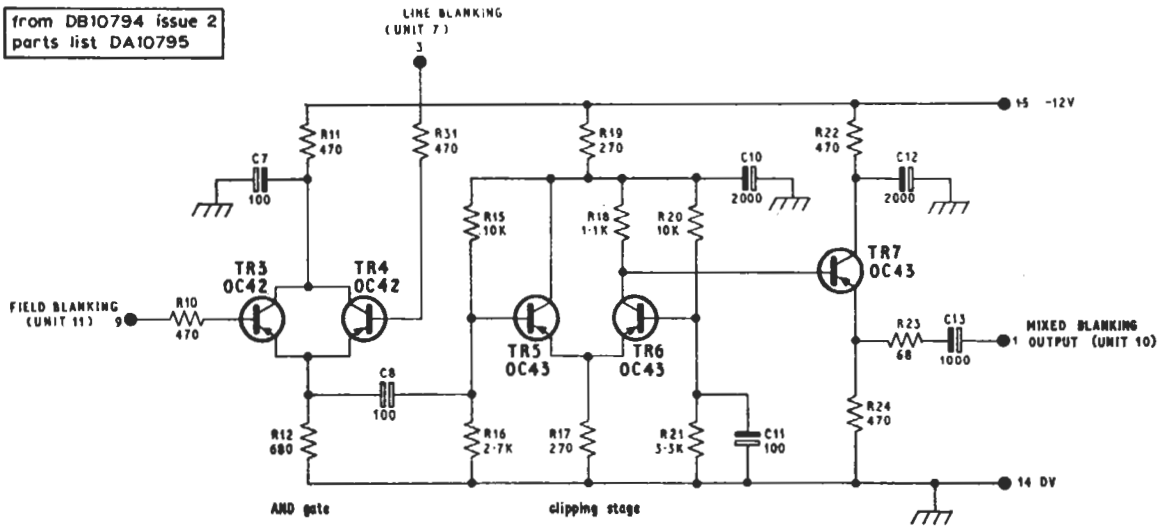 from DB10794 issue 2
parts list DA10795
LINE BLANKING
(UNIT 7)
3
15 -12V
R11
470
R31
470
R19
270
R22
470
C7
100
C10
2000
C12
2000
R15
10K
R18
1·1K
R20
10K
TR3
OC42
TR4
OC42
TR7
OC43
FIELD BLANKING
(UNIT 11) 9
R10
470
TR5
OC43
TR6
OC43
R23
68
C13
1000
1 MIXED BLANKING
OUTPUT (UNIT 10)
C8
100
R12
680
R16
2·7K
R17
270
R21
3·3K
C11
100
R24
470
14 0V
AND gate
clipping stage